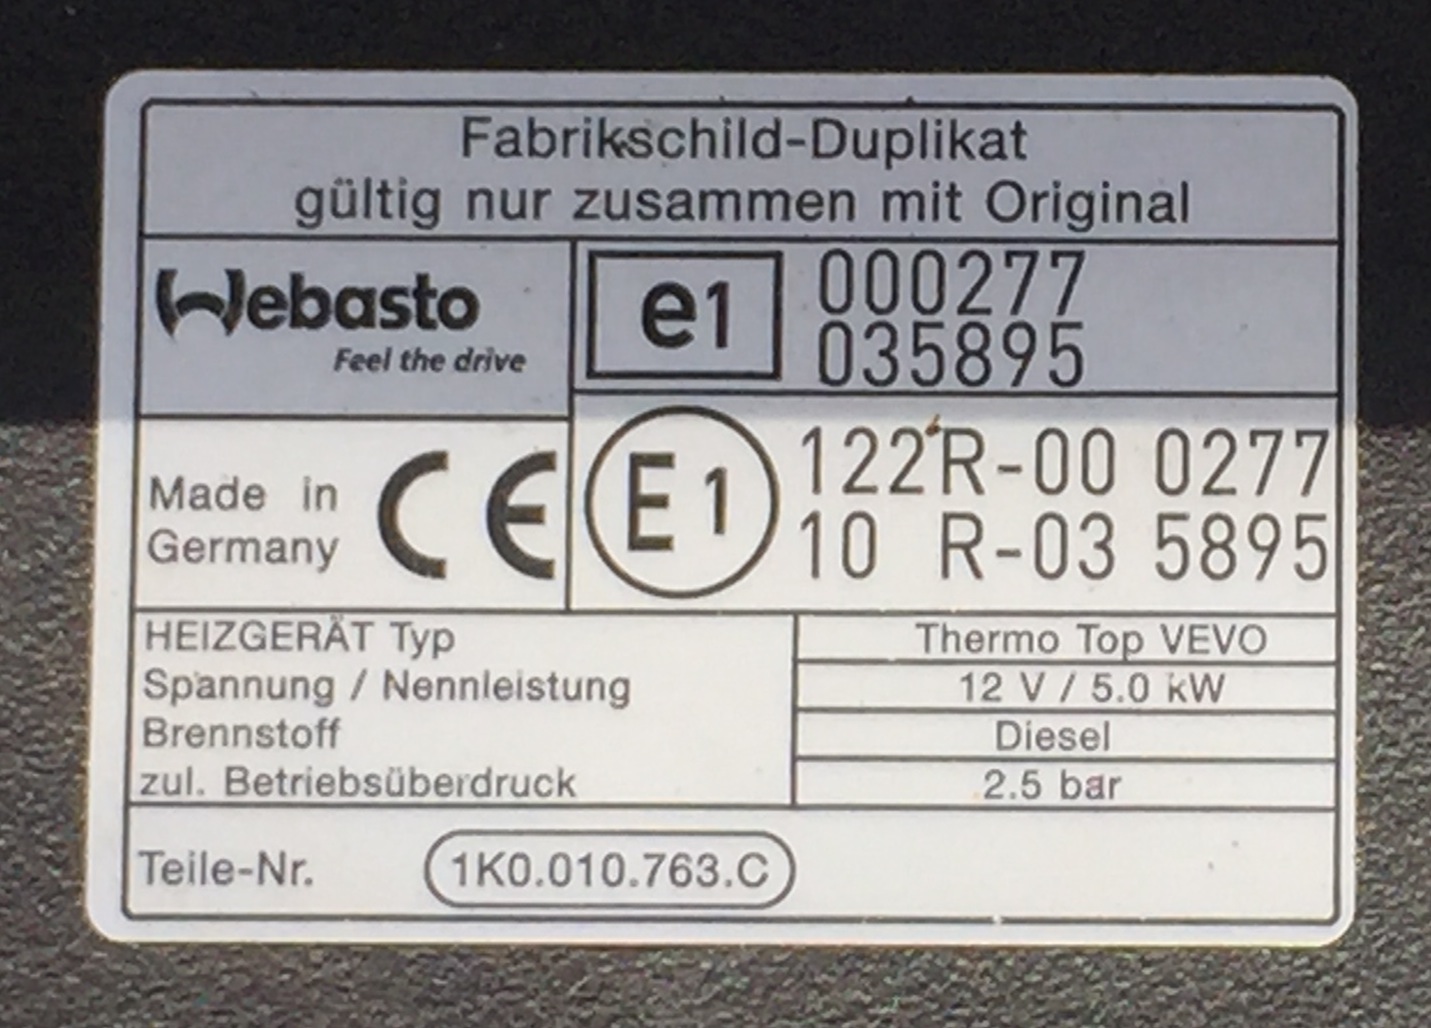 Fabrikschild-Duplikat
gültig nur zusammen mit Original
Webasto
Feel the drive
e1 000277
035895
Made in
Germany
CE
E1 122R-00 0277
10 R-03 5895
HEIZGERÄT Typ Thermo Top VEVO
Spannung / Nennleistung 12 V / 5.0 kW
Brennstoff Diesel
zul. Betriebsüberdruck 2.5 bar
Teile-Nr. 1K0.010.763.C